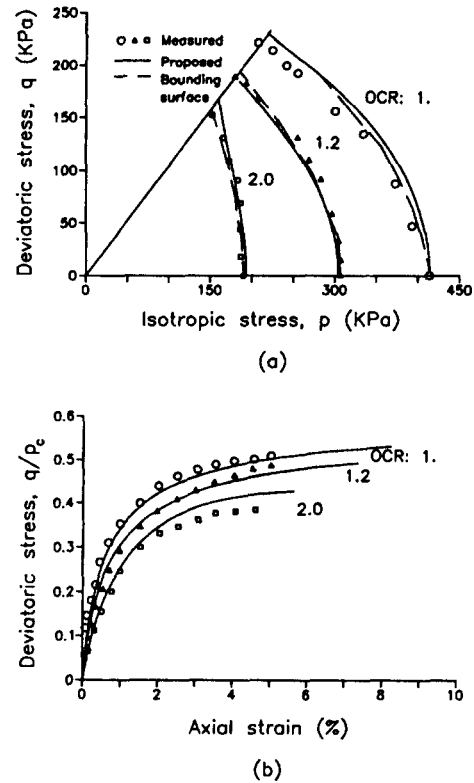 250
200
150
100
50
0
Deviatoric stress, q (KPa)
Measured
Proposed
Bounding
surface
OCR: 1.
1.2
2.0
0
150
300
450
Isotropic stress, p (KPa)
(a)
0.6
0.5
0.4
0.3
0.2
0.1
0
Deviatoric stress, q/pc
OCR: 1.
1.2
2.0
0
2
4
6
8
10
Axial strain (%)
(b)